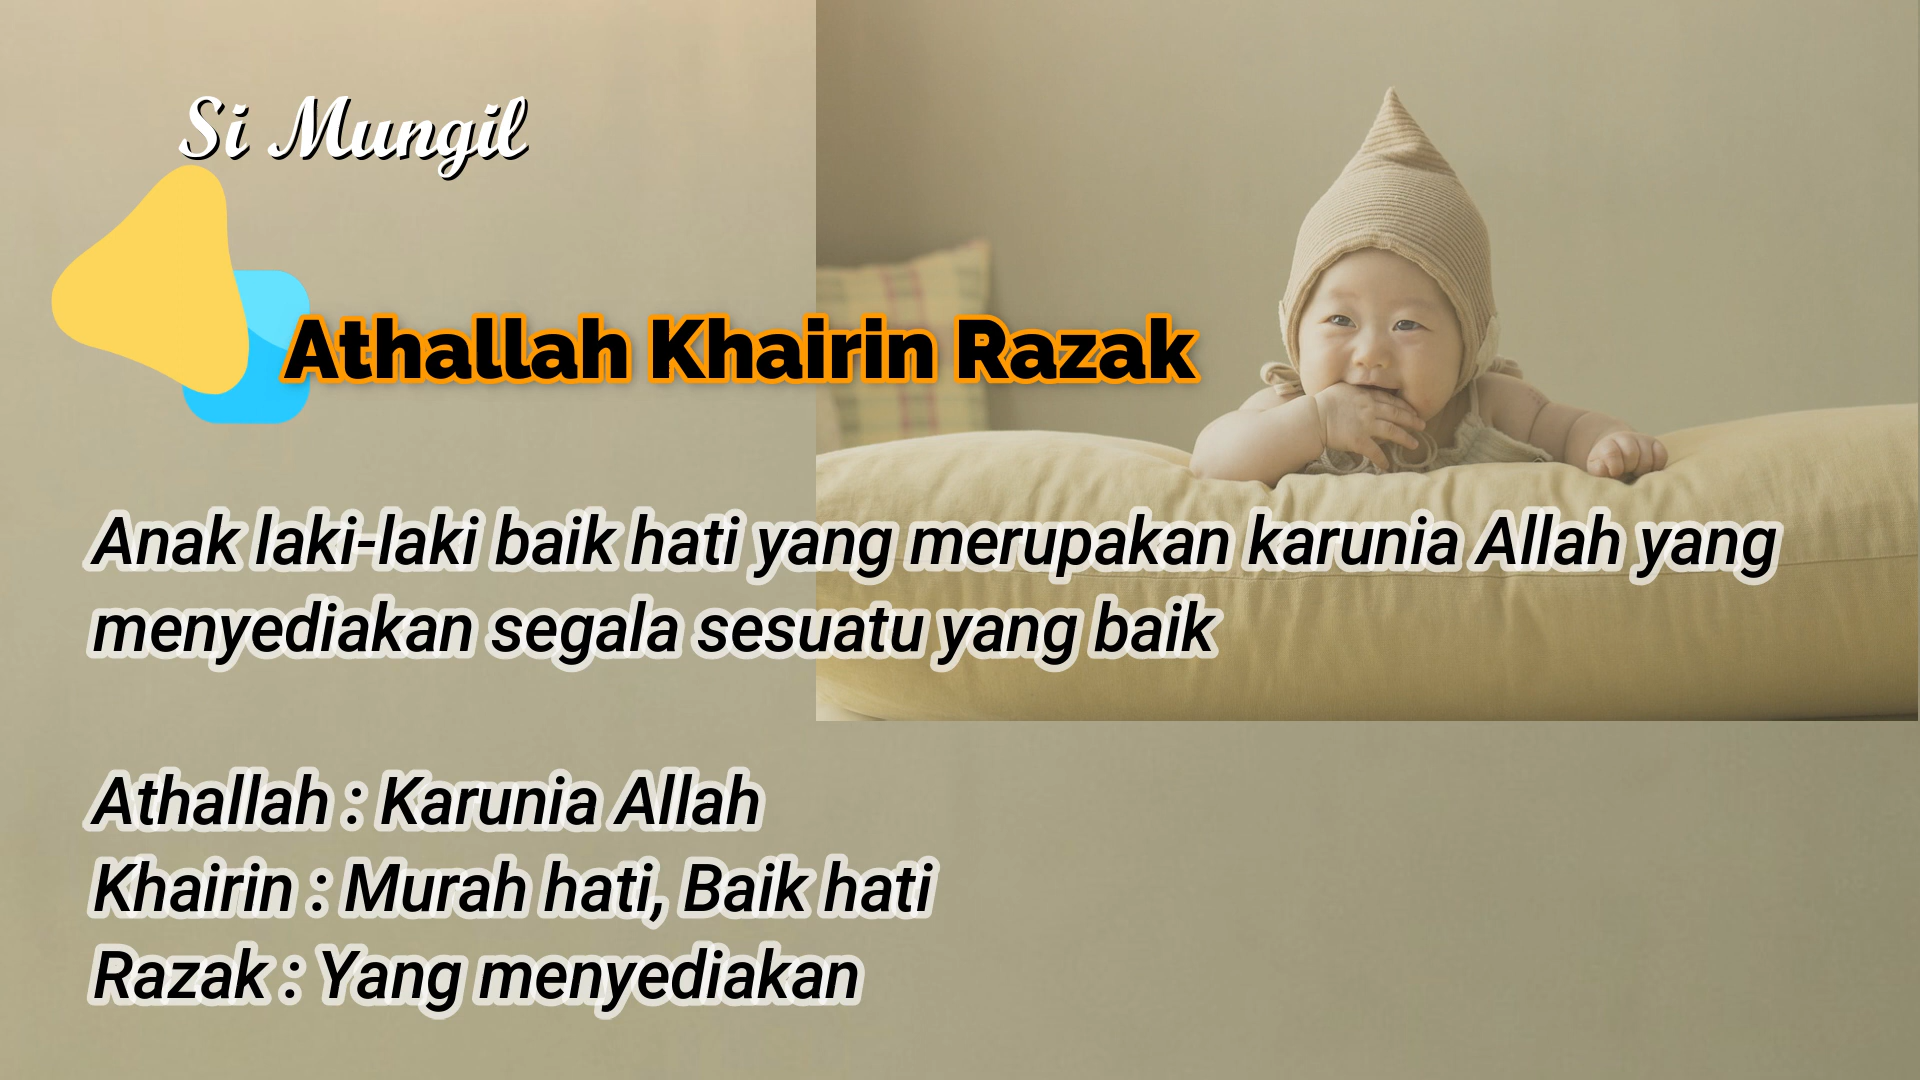 Si Mungil
Athallah Khairin Razak
Anak laki-laki baik hati yang merupakan karunia Allah yang
menyediakan segala sesuatu yang baik
Athallah : Karunia Allah
Khairin : Murah hati, Baik hati
Razak : Yang menyediakan